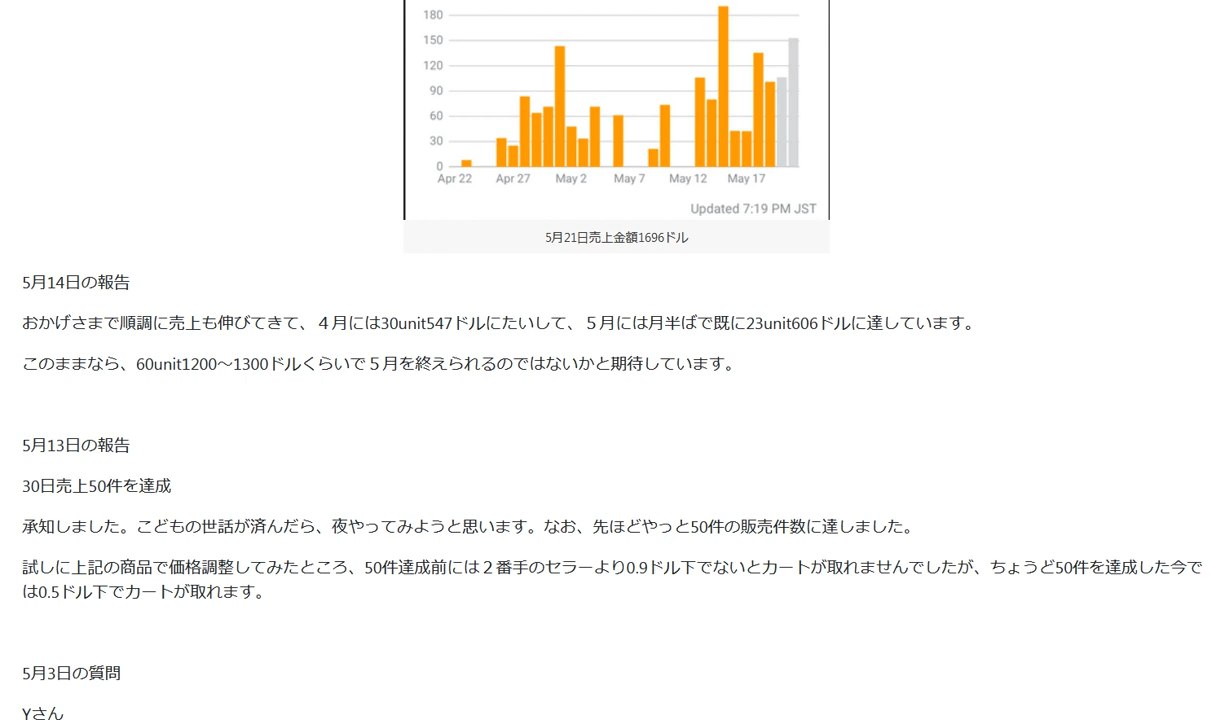 180
150
120
90
60
30
0
Apr 22 Apr 27 May 2 May 7 May 12 May 17
Updated 7:19 PM JST
5月21日売上金額1696ドル
5月14日の報告
おかげさまで順調に売上も伸びてきて、４月には30unit547ドルにたいして、５月には月半ばで既に23unit606ドルに達しています。
このままなら、60unit1200～1300ドルくらいで５月を終えられるのではないかと期待しています。
5月13日の報告
30日売上50件を達成
承知しました。こどもの世話が済んだら、夜やってみようと思います。なお、先ほどやっと50件の販売件数に達しました。
試しに上記の商品で価格調整してみたところ、50件達成前には２番手のセラーより0.9ドル下でないとカートが取れませんでしたが、ちょうど50件を達成した今で
は0.5ドル下でカートが取れます。
5月3日の質問
Yさん